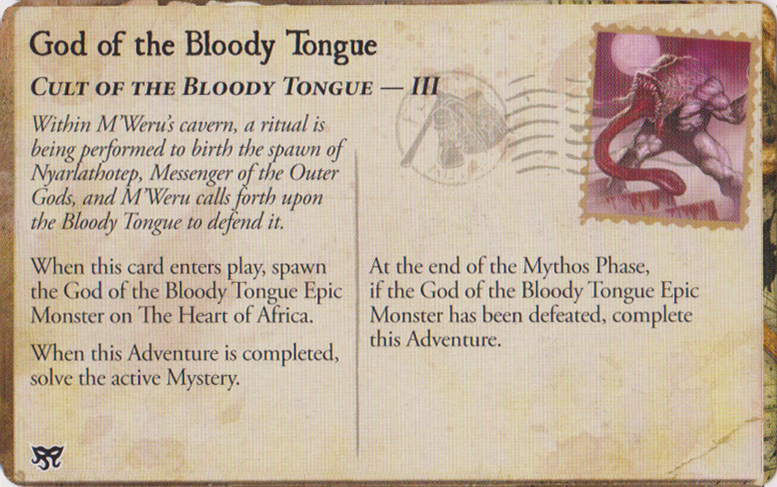 God of the Bloody Tongue
Cult of the Bloody Tongue — III
Within M'Weru's cavern, a ritual is
being performed to birth the spawn of
Nyarlathotep, Messenger of the Outer
Gods, and M'Weru calls forth upon
the Bloody Tongue to defend it.
When this card enters play, spawn
the God of the Bloody Tongue Epic
Monster on The Heart of Africa.
When this Adventure is completed,
solve the active Mystery.
At the end of the Mythos Phase,
if the God of the Bloody Tongue Epic
Monster has been defeated, complete
this Adventure.